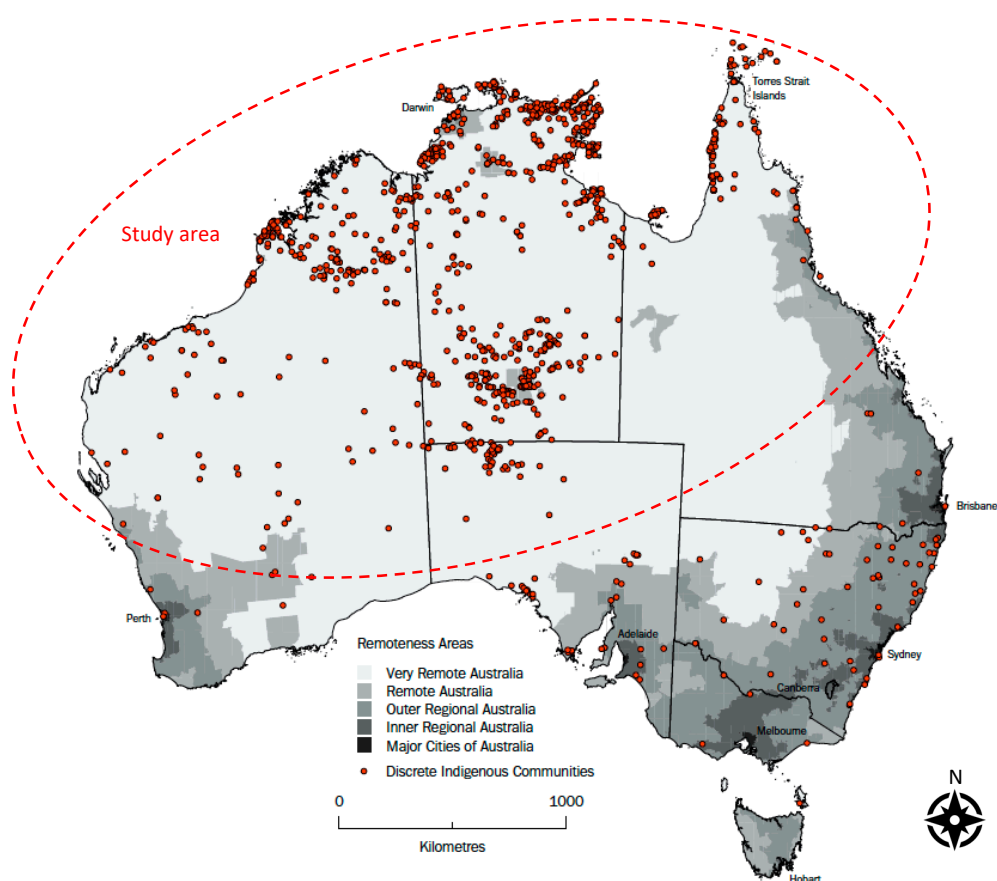 Torres Strait
Islands
Darwin
Study area
Brisbane
Perth
Adelaide
Sydney
Canberra
Melbourne
Hobart
Remoteness Areas
Very Remote Australia
Remote Australia
Outer Regional Australia
Inner Regional Australia
Major Cities of Australia
Discrete Indigenous Communities
0 1000
Kilometres
N